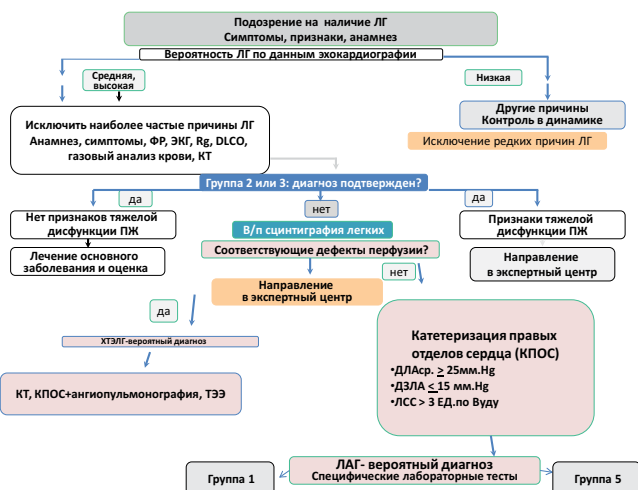 Подозрение на наличие ЛГ
Симптомы, признаки, анамнез
Вероятность ЛГ по данным эхокардиографии
Средняя,
высокая
Низкая
Исключить наиболее частые причины ЛГ
Анамнез, симптомы, ФР, ЭКГ, Rg, DLCO,
газовый анализ крови, КТ
Другие причины
Контроль в динамике
Исключение редких причин ЛГ
Группа 2 или 3: диагноз подтвержден?
да
нет
да
Нет признаков тяжелой
дисфункции ПЖ
В/п сцинтиграфия легких
Признаки тяжелой
дисфункции ПЖ
Соответствующие дефекты перфузии?
Лечение основного
заболевания и оценка
Направление
в экспертный центр
нет
Направление
в экспертный центр
да
ХТЭЛГ-вероятный диагноз
КТ, КПОС+ангиопульмонография, ТЭЭ
Катетеризация правых
отделов сердца (КПОС)
•ДЛАср. ≥ 25мм.Hg
•ДЗЛА ≤ 15 мм.Hg
•ЛСС > 3 ЕД.по Вуду
ЛАГ- вероятный диагноз
Специфические лабораторные тесты
Группа 1
Группа 5